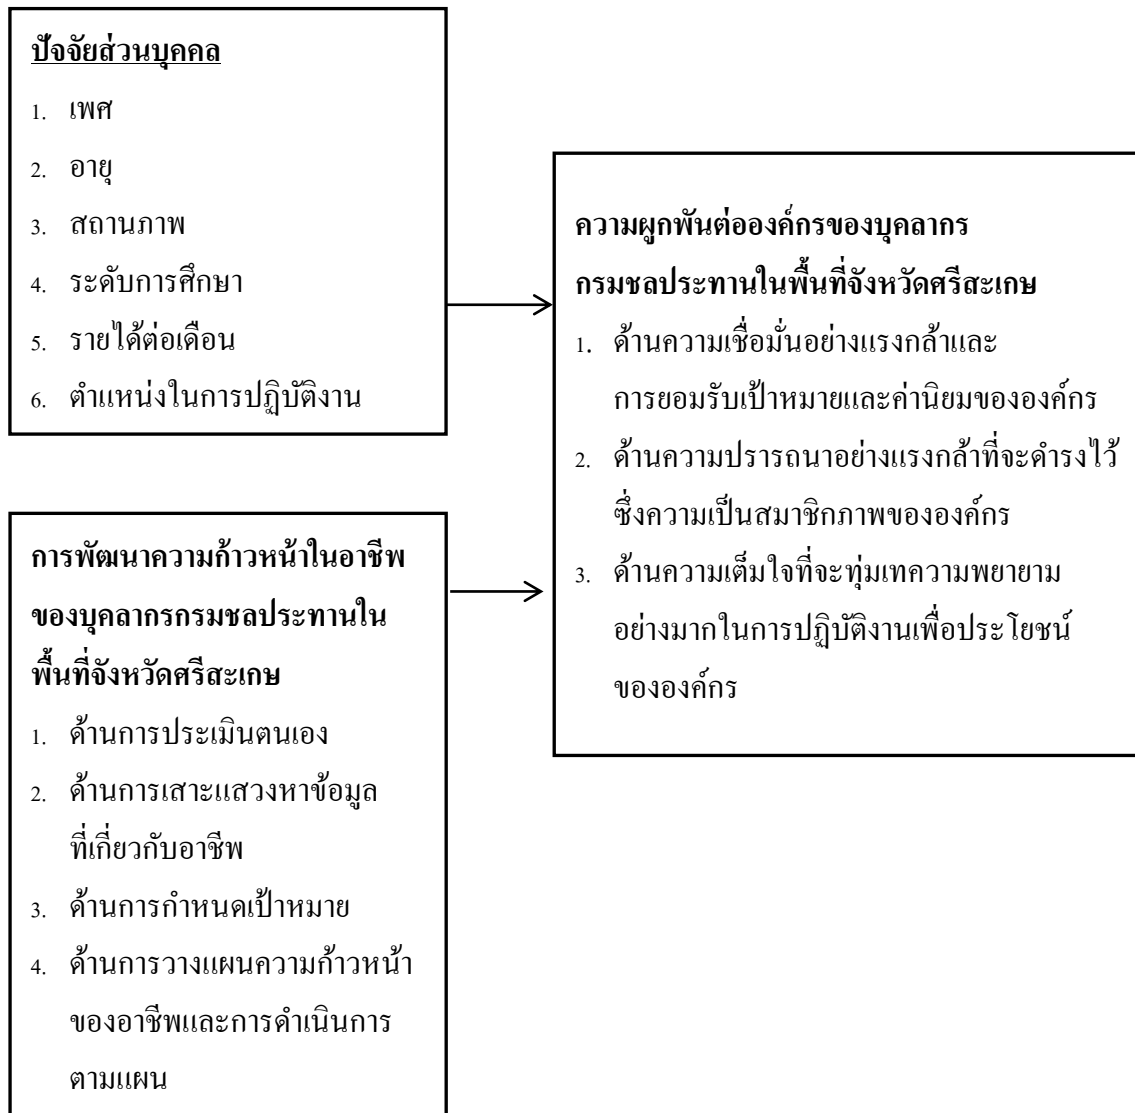 ปัจจัยส่วนบุคคล
1. เพศ
2. อายุ
3. สถานภาพ
4. ระดับการศึกษา
5. รายได้ต่อเดือน
6. ตำแหน่งในการปฏิบัติงาน
การพัฒนาความก้าวหน้าในอาชีพ
ของบุคลากรกรมชลประทานใน
พื้นที่จังหวัดศรีสะเกษ
1. ด้านการประเมินตนเอง
2. ด้านการเสาะแสวงหาข้อมูล
ที่เกี่ยวกับอาชีพ
3. ด้านการกำหนดเป้าหมาย
4. ด้านการวางแผนความก้าวหน้า
ของอาชีพและการดำเนินการ
ตามแผน
ความผูกพันต่อองค์กรของบุคลากร
กรมชลประทานในพื้นที่จังหวัดศรีสะเกษ
1. ด้านความเชื่อมั่นอย่างแรงกล้าและ
การยอมรับเป้าหมายและค่านิยมขององค์กร
2. ด้านความปรารถนาอย่างแรงกล้าที่จะดำรงไว้
ซึ่งความเป็นสมาชิกภาพขององค์กร
3. ด้านความเต็มใจที่จะทุ่มเทความพยายาม
อย่างมากในการปฏิบัติงานเพื่อประโยชน์
ขององค์กร